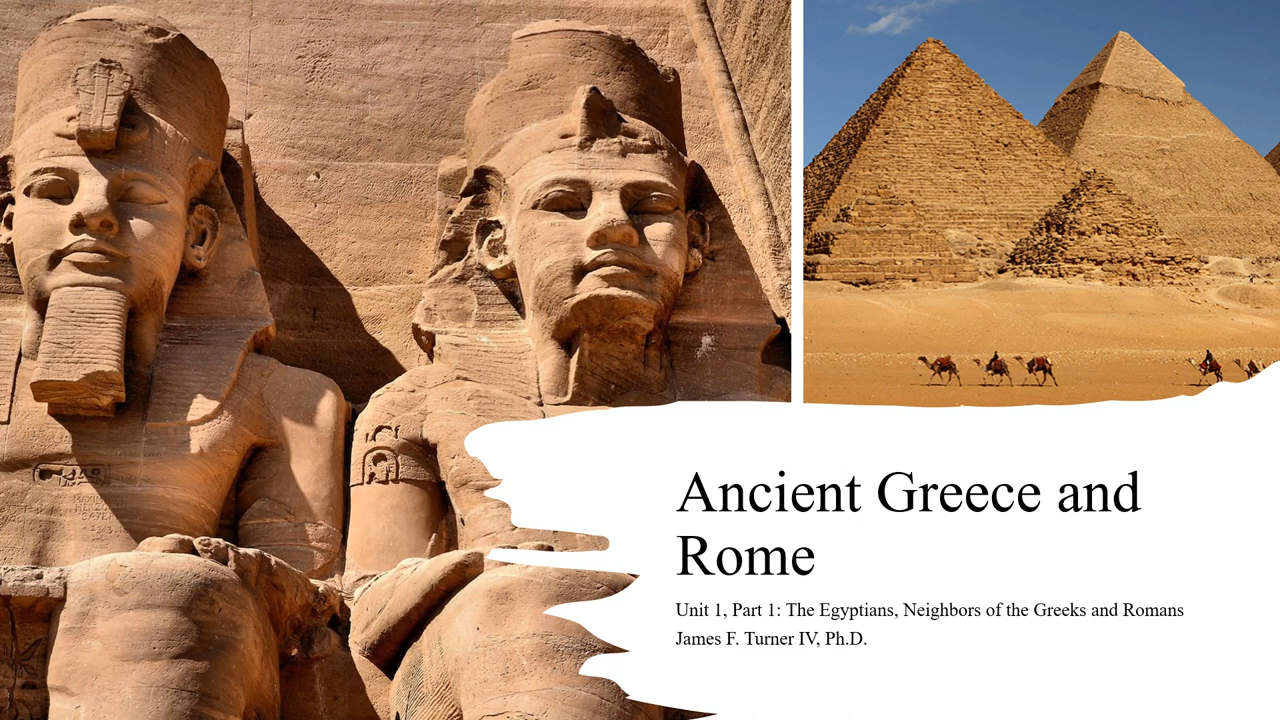 Ancient Greece and
Rome
Unit 1, Part 1: The Egyptians, Neighbors of the Greeks and Romans
James F. Turner IV, Ph.D.